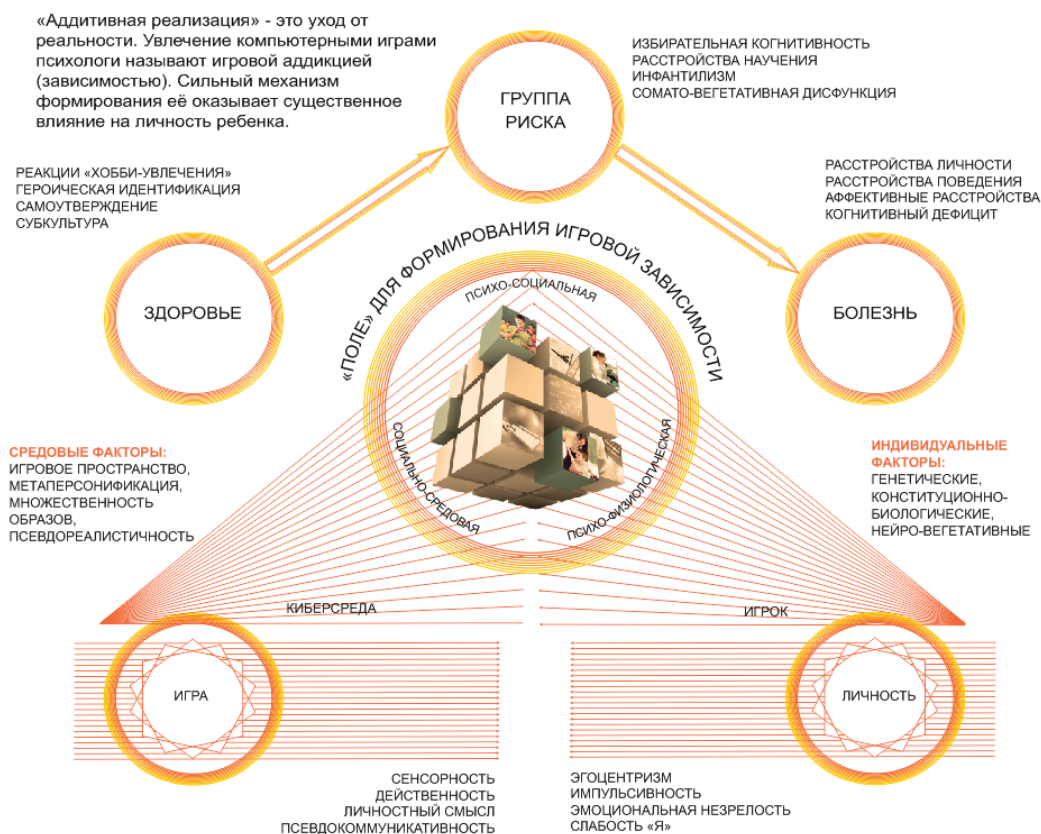 «Аддитивная реализация» - это уход от
реальности. Увлечение компьютерными играми
психологи называют игровой аддикцией
(зависимостью). Сильный механизм
формирования её оказывает существенное
влияние на личность ребенка.
ГРУППА
РИСКА
ИЗБИРАТЕЛЬНАЯ КОГНИТИВНОСТЬ
РАССТРОЙСТВА НАУЧЕНИЯ
ИНФАНТИЛИЗМ
СОМАТО-ВЕГЕТАТИВНАЯ ДИСФУНКЦИЯ
РЕАКЦИИ «ХОББИ-УВЛЕЧЕНИЯ»
ГЕРОИЧЕСКАЯ ИДЕНТИФИКАЦИЯ
САМОУТВЕРЖДЕНИЕ
СУБКУЛЬТУРА
РАССТРОЙСТВА ЛИЧНОСТИ
РАССТРОЙСТВА ПОВЕДЕНИЯ
АФФЕКТИВНЫЕ РАССТРОЙСТВА
КОГНИТИВНЫЙ ДЕФИЦИТ
ЗДОРОВЬЕ
«ПОЛЕ» ДЛЯ ФОРМИРОВАНИЯ ИГРОВОЙ ЗАВИСИМОСТИ
БОЛЕЗНЬ
ПСИХО-СОЦИАЛЬНАЯ
СОЦИАЛЬНО-СРЕДОВАЯ
ПСИХО-ФИЗИОЛОГИЧЕСКАЯ
СРЕДОВЫЕ ФАКТОРЫ:
ИГРОВОЕ ПРОСТРАНСТВО,
МЕТАПЕРСОНИФИКАЦИЯ,
МНОЖЕСТВЕННОСТЬ
ОБРАЗОВ,
ПСЕВДОРЕАЛИСТИЧНОСТЬ
ИНДИВИДУАЛЬНЫЕ
ФАКТОРЫ:
ГЕНЕТИЧЕСКИЕ,
КОНСТИТУЦИОННО-
БИОЛОГИЧЕСКИЕ,
НЕЙРО-ВЕГЕТАТИВНЫЕ
КИБЕРСРЕДА
ИГРОК
ИГРА
ЛИЧНОСТЬ
СЕНСОРНОСТЬ
ДЕЙСТВЕННОСТЬ
ЛИЧНОСТНЫЙ СМЫСЛ
ПСЕВДОКОММУНИКАТИВНОСТЬ
ЭГОЦЕНТРИЗМ
ИМПУЛЬСИВНОСТЬ
ЭМОЦИОНАЛЬНАЯ НЕЗРЕЛОСТЬ
СЛАБОСТЬ «Я»